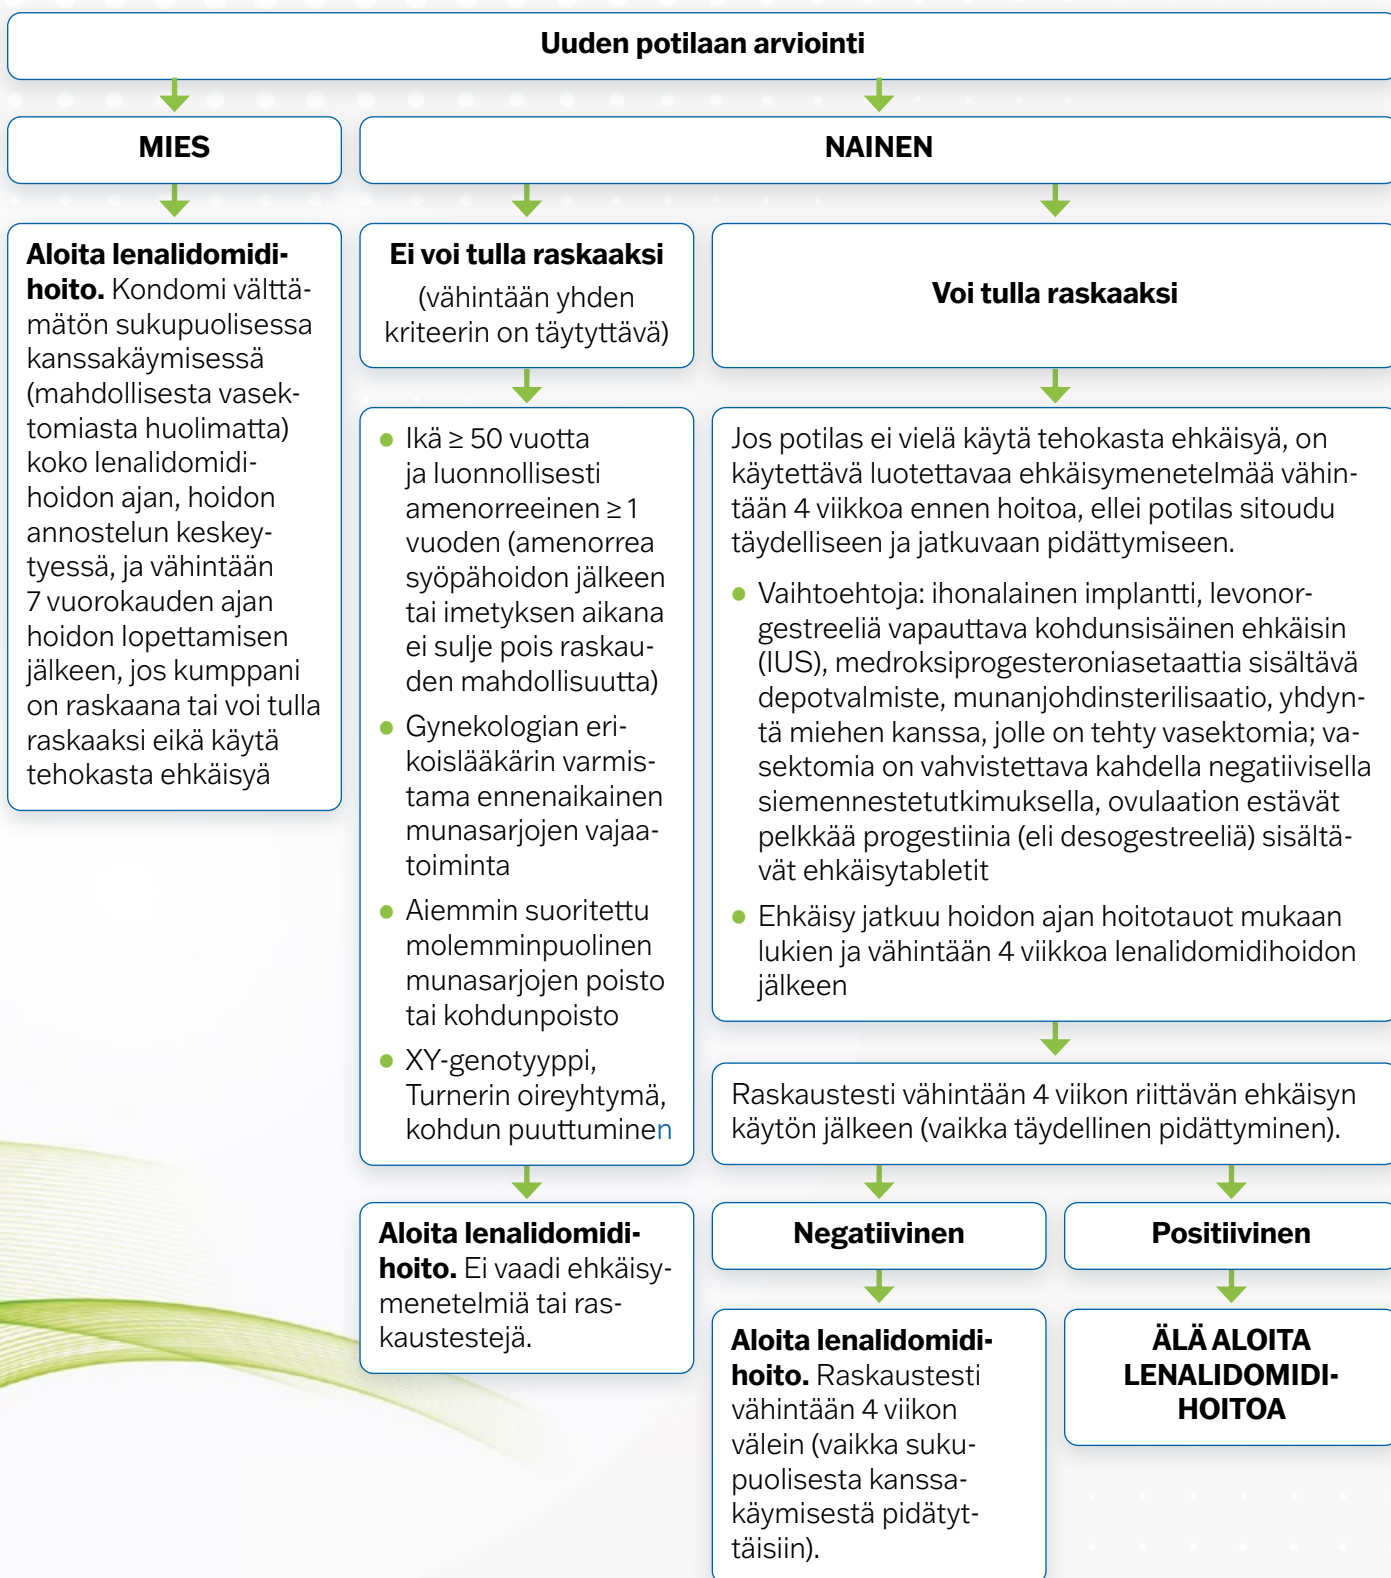 Uuden potilaan arviointi
MIES
NAINEN
Aloita lenalidomidi-
hoito. Kondomi välttä-
mätön sukupuolisessa
kanssakäymisessä
(mahdollisesta vasek-
tomiasta huolimatta)
koko lenalidomidi-
hoidon ajan, hoidon
annostelun keskey-
tyessä, ja vähintään
7 vuorokauden ajan
hoidon lopettamisen
jälkeen, jos kumppani
on raskaana tai voi tulla
raskaaksi eikä käytä
tehokasta ehkäisyä
Ei voi tulla raskaaksi
(vähintään yhden
kriteerin on täytyttävä)
● Ikä ≥ 50 vuotta
ja luonnollisesti
amenorreeinen ≥ 1
vuoden (amenorrea
syöpähoidon jälkeen
tai imetyksen aikana
ei sulje pois raskau-
den mahdollisuutta)
● Gynekologian eri-
koislääkärin varmis-
tama ennenaikainen
munasarjojen vajaa-
toiminta
● Aiemmin suoritettu
molemminpuolinen
munasarjojen poisto
tai kohdunpoisto
● XY-genotyyppi,
Turnerin oireyhtymä,
kohdun puuttuminen
Aloita lenalidomidi-
hoito. Ei vaadi ehkäisy-
menetelmiä tai ras-
kaustestejä.
Voi tulla raskaaksi
Jos potilas ei vielä käytä tehokasta ehkäisyä, on
käytettävä luotettavaa ehkäisymenetelmää vähin-
tään 4 viikkoa ennen hoitoa, ellei potilas sitoudu
täydelliseen ja jatkuvaan pidättymiseen.
● Vaihtoehtoja: ihonalainen implantti, levonor-
gestreeliä vapauttava kohdunsisäinen ehkäisin
(IUS), medroksiprogesteroniasetaattia sisältävä
depotvalmiste, munanjohdinsterilisaatio, yhdyn-
tä miehen kanssa, jolle on tehty vasektomia; va-
sektomia on vahvistettava kahdella negatiivisella
siemennestetutkimuksella, ovulaation estävät
pelkkää progestiinia (eli desogestreeliä) sisältä-
vät ehkäisytabletit
● Ehkäisy jatkuu hoidon ajan hoitotauot mukaan
lukien ja vähintään 4 viikkoa lenalidomidihoidon
jälkeen
Raskaustesti vähintään 4 viikon riittävän ehkäisyn
käytön jälkeen (vaikka täydellinen pidättyminen).
Negatiivinen
Aloita lenalidomidi-
hoito. Raskaustesti
vähintään 4 viikon
välein (vaikka suku-
puolisesta kanssa-
käymisestä pidätyt-
täisiin).
Positiivinen
ÄLÄ ALOITA
LENALIDOMIDI-
HOITOA